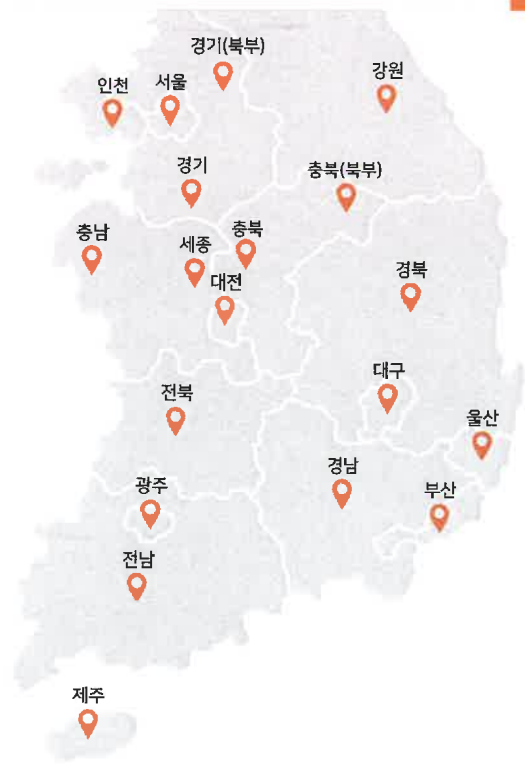 경기(북부)
강원
인천
서울
경기
충북(북부)
충남
세종
충북
대전
경북
대구
전북
울산
경남
광주
부산
전남
제주